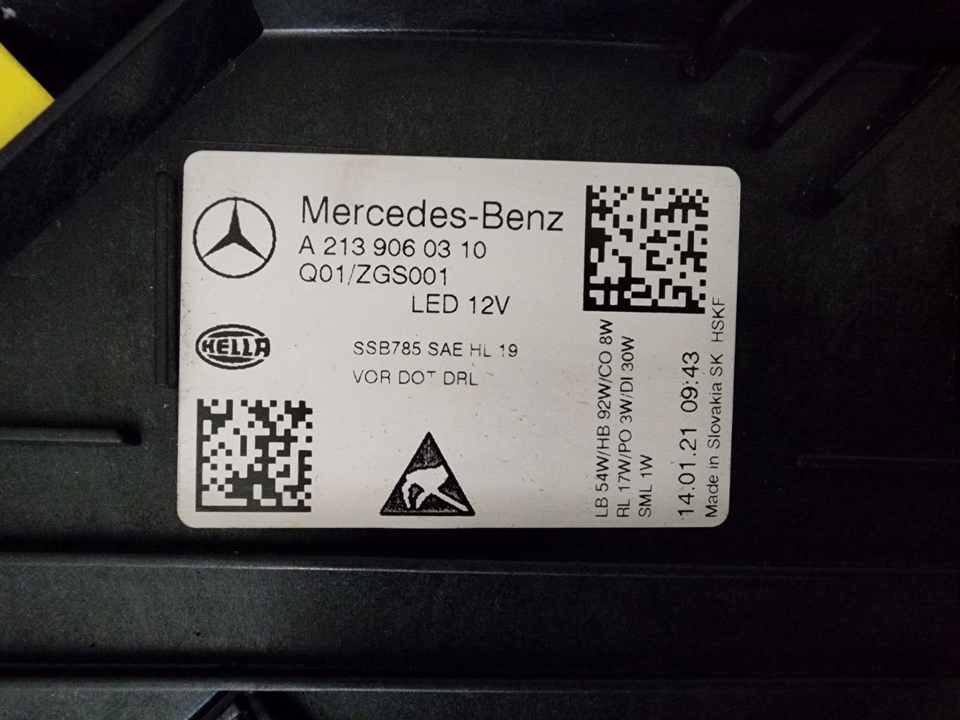 Mercedes-Benz
A 213 906 03 10
Q01/ZGS001
LED 12V
HELLA
SSB785 SAE HL 19
VOR DOT DRL
LB 54W/HB 92W/CO 8W
RL 17W/PO 3W/DI 30W
SML 1W
14.01.21 09:43
Made in Slovakia SK HSKF